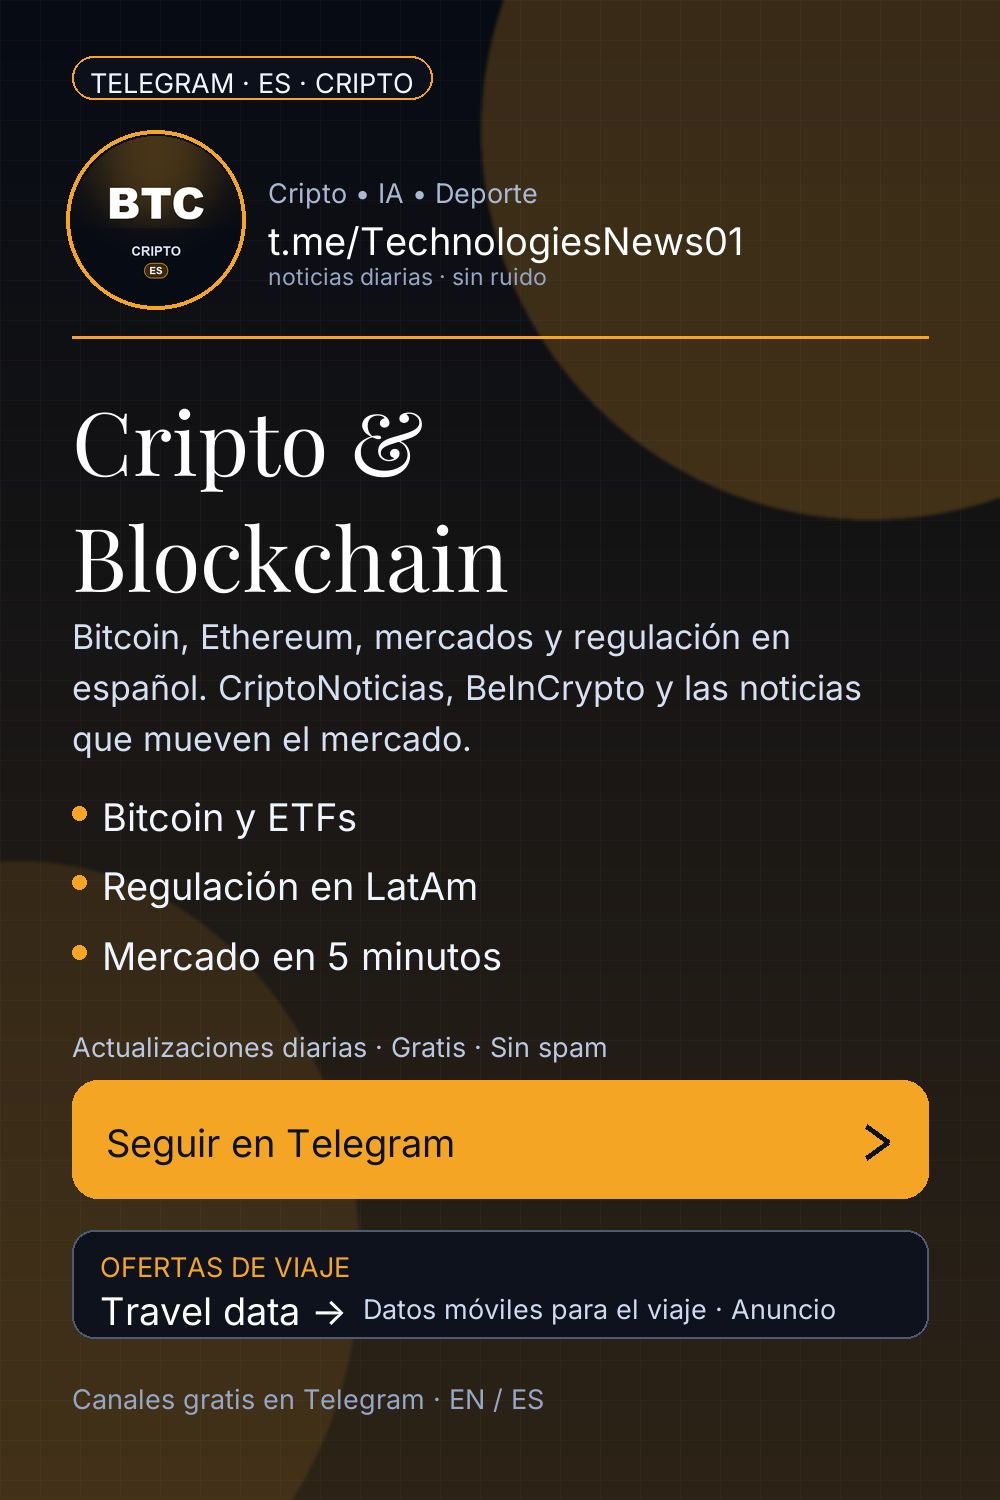 TELEGRAM · ES · CRIPTO
BTC
CRIPTO
ES
Cripto • IA • Deporte
t.me/TechnologiesNews01
noticias diarias · sin ruido
Cripto &
Blockchain
Bitcoin, Ethereum, mercados y regulación en
español. CriptoNoticias, BeInCrypto y las noticias
que mueven el mercado.
• Bitcoin y ETFs
• Regulación en LatAm
• Mercado en 5 minutos
Actualizaciones diarias · Gratis · Sin spam
Seguir en Telegram >
OFERTAS DE VIAJE
Travel data → Datos móviles para el viaje · Anuncio
Canales gratis en Telegram · EN / ES